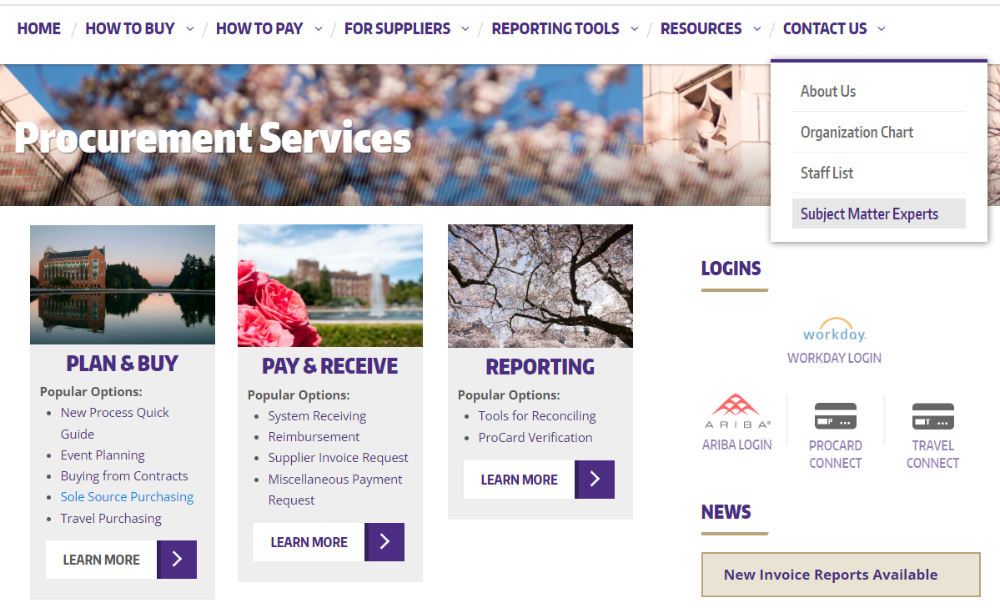 HOME / HOW TO BUY / HOW TO PAY / FOR SUPPLIERS / REPORTING TOOLS / RESOURCES / CONTACT US
About Us
Organization Chart
Staff List
Subject Matter Experts
Procurement Services
PLAN & BUY
Popular Options:
• New Process Quick
Guide
• Event Planning
• Buying from Contracts
• Sole Source Purchasing
• Travel Purchasing
LEARN MORE
PAY & RECEIVE
Popular Options:
• System Receiving
• Reimbursement
• Supplier Invoice Request
• Miscellaneous Payment
Request
LEARN MORE
REPORTING
Popular Options:
• Tools for Reconciling
• ProCard Verification
LEARN MORE
LOGINS
workday.
WORKDAY LOGIN
ARIBA®
ARIBA LOGIN
P ...
PROCARD
CONNECT
T ...
TRAVEL
CONNECT
NEWS
New Invoice Reports Available